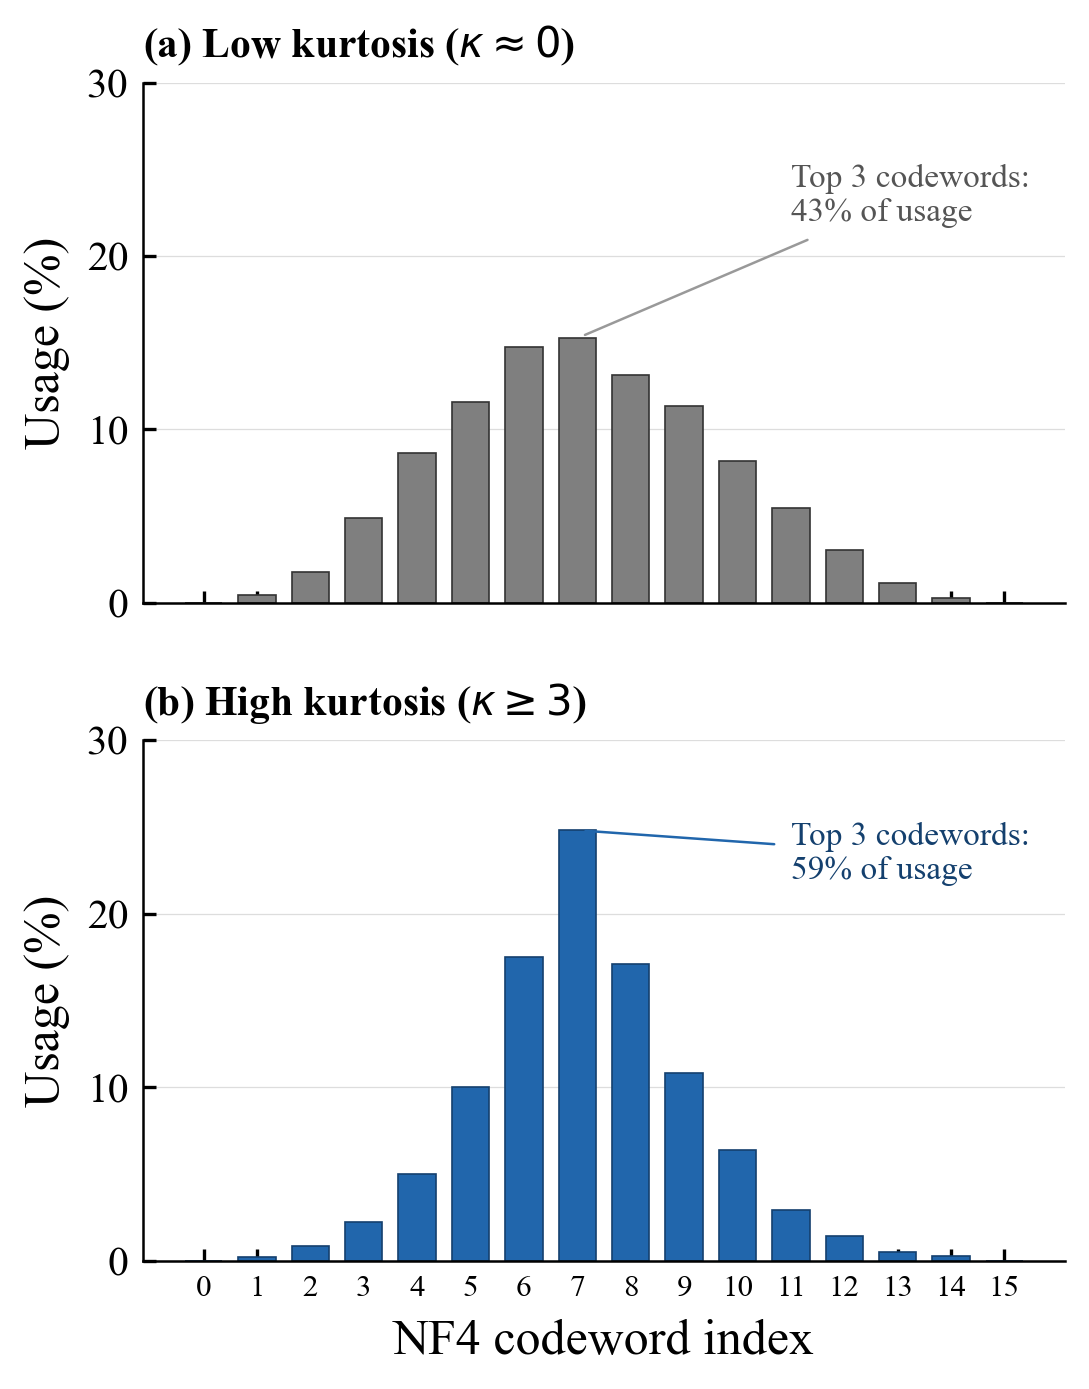 (a) Low kurtosis (κ ≈ 0)
30
20
10
0
Usage (%)
Top 3 codewords:
43% of usage
(b) High kurtosis (κ ≥ 3)
30
20
10
0
Usage (%)
Top 3 codewords:
59% of usage
0 1 2 3 4 5 6 7 8 9 10 11 12 13 14 15
NF4 codeword index